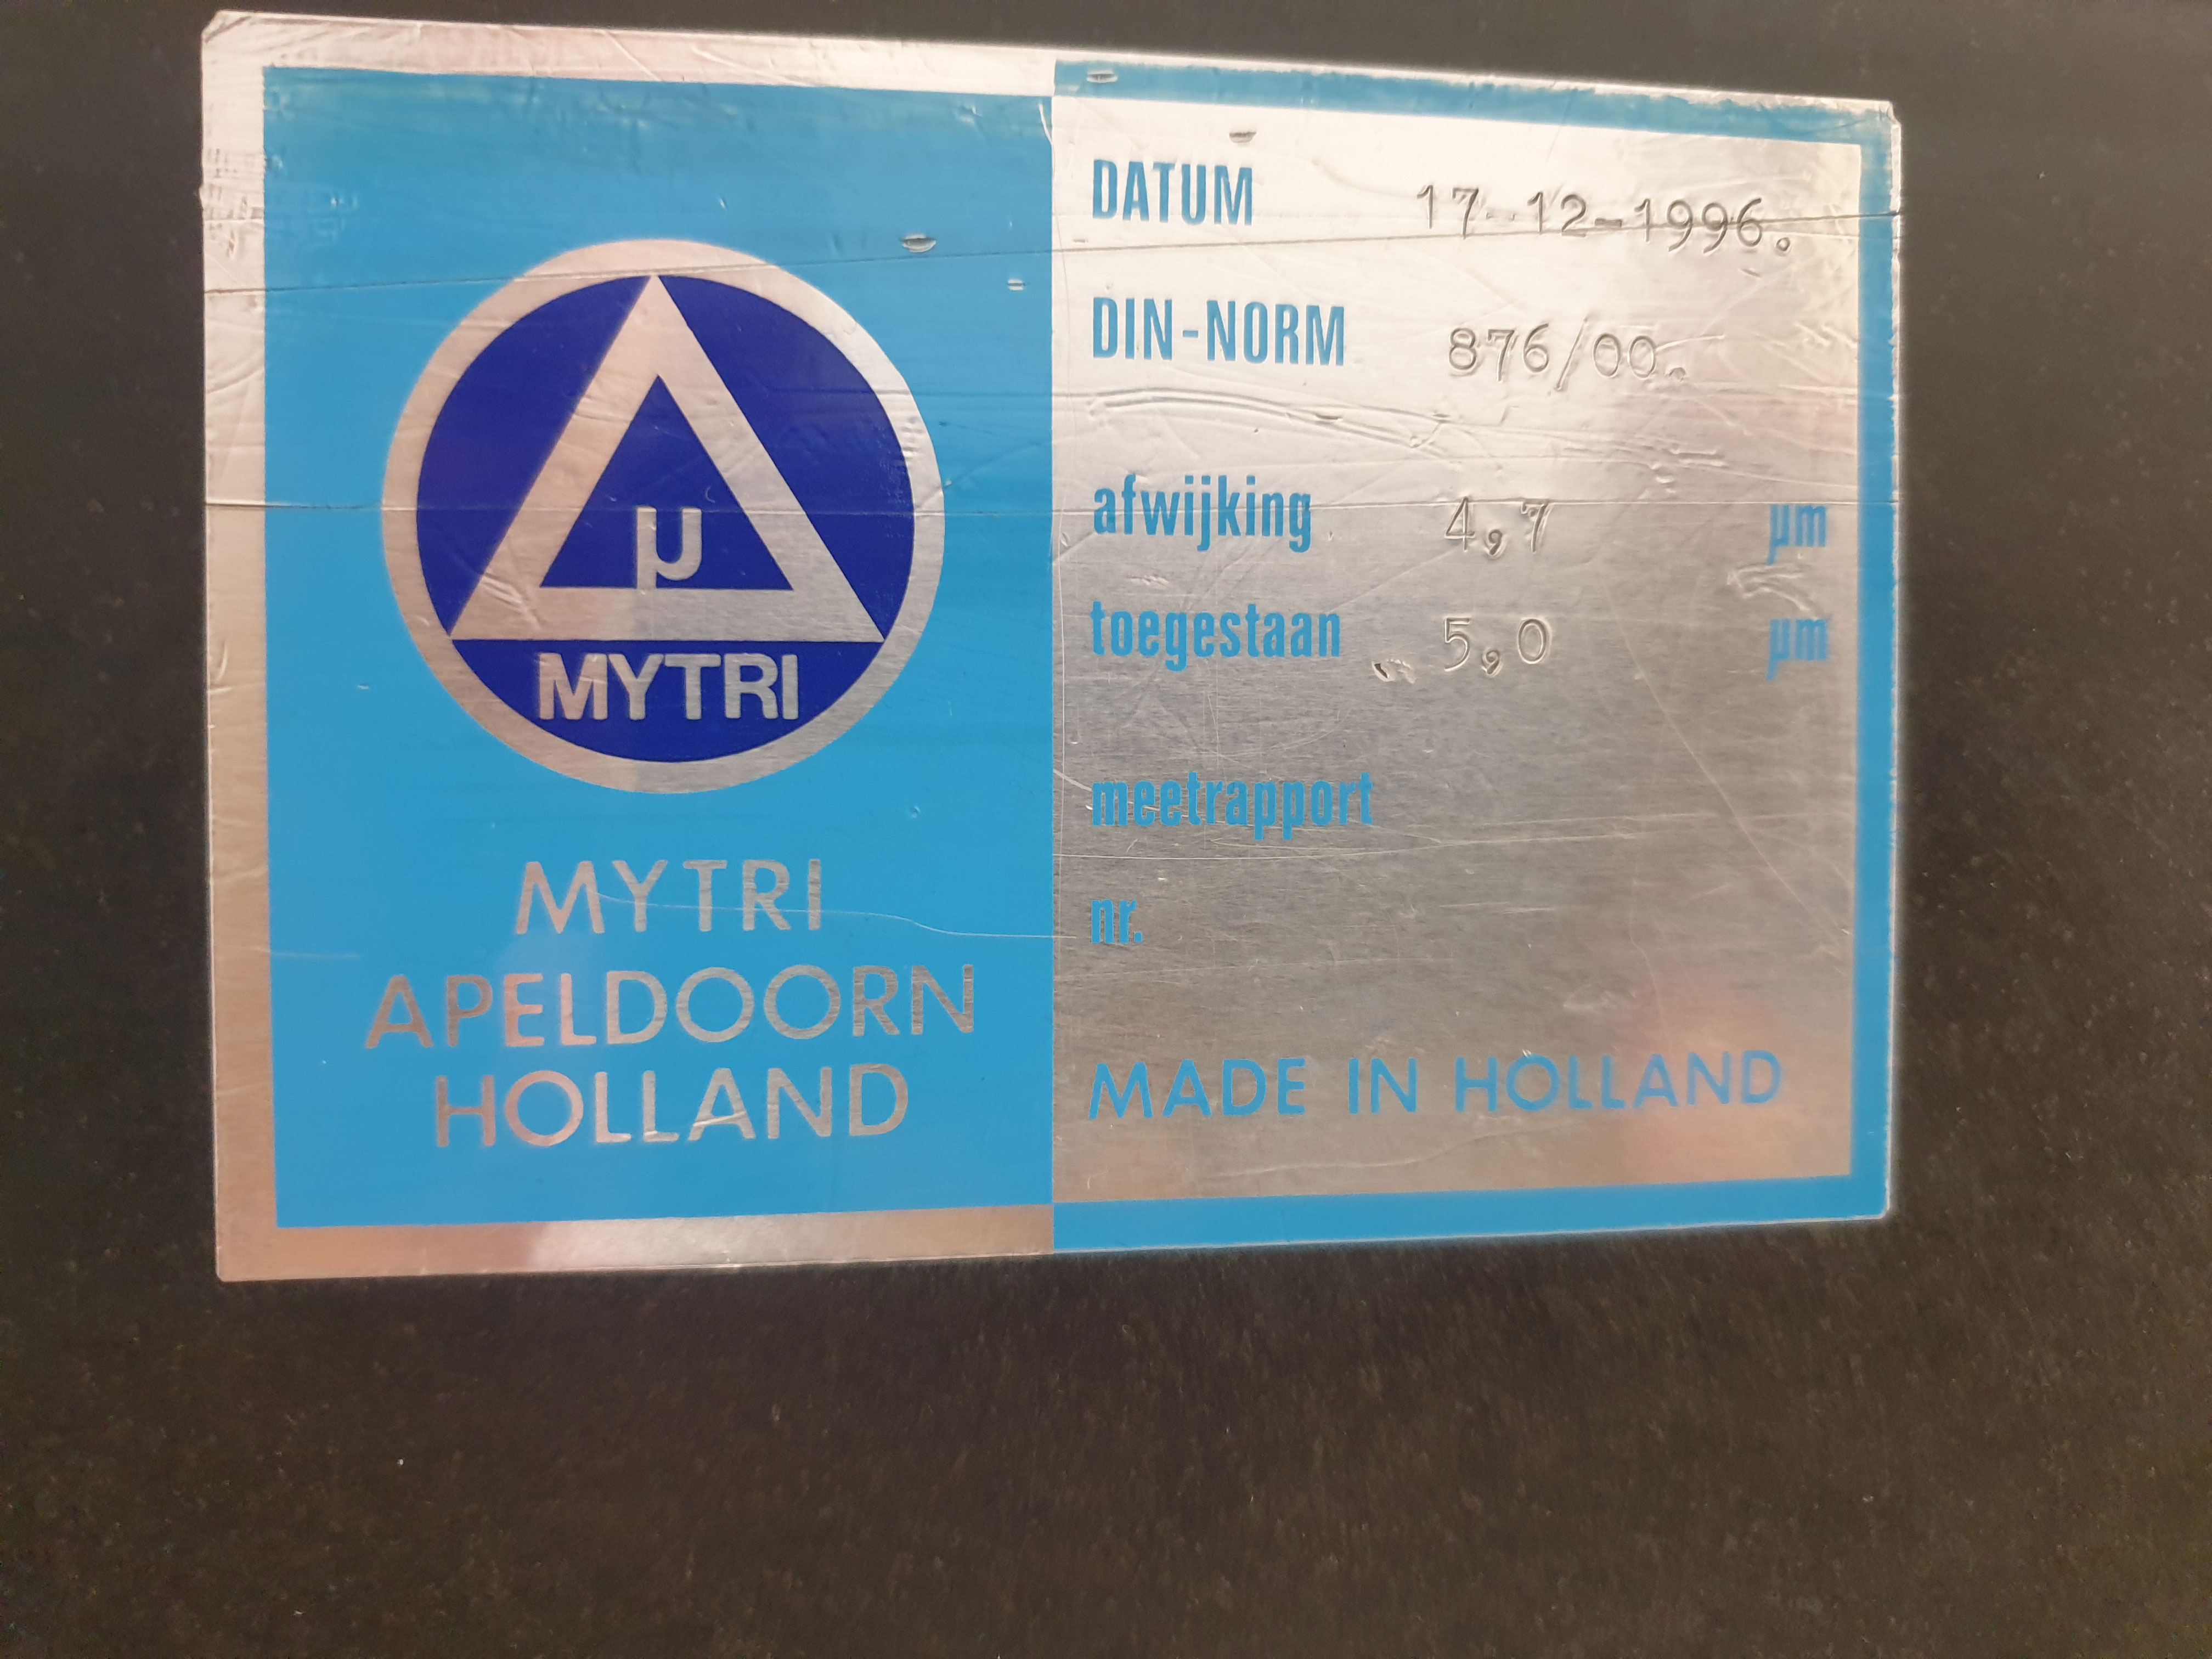 µ
MYTRI
MYTRI
APELDOORN
HOLLAND
DATUM 17-12-1996.
DIN-NORM 876/00.
afwijking 4,7 µm
toegestaan 5,0 µm
meetrapport
nr.
MADE IN HOLLAND